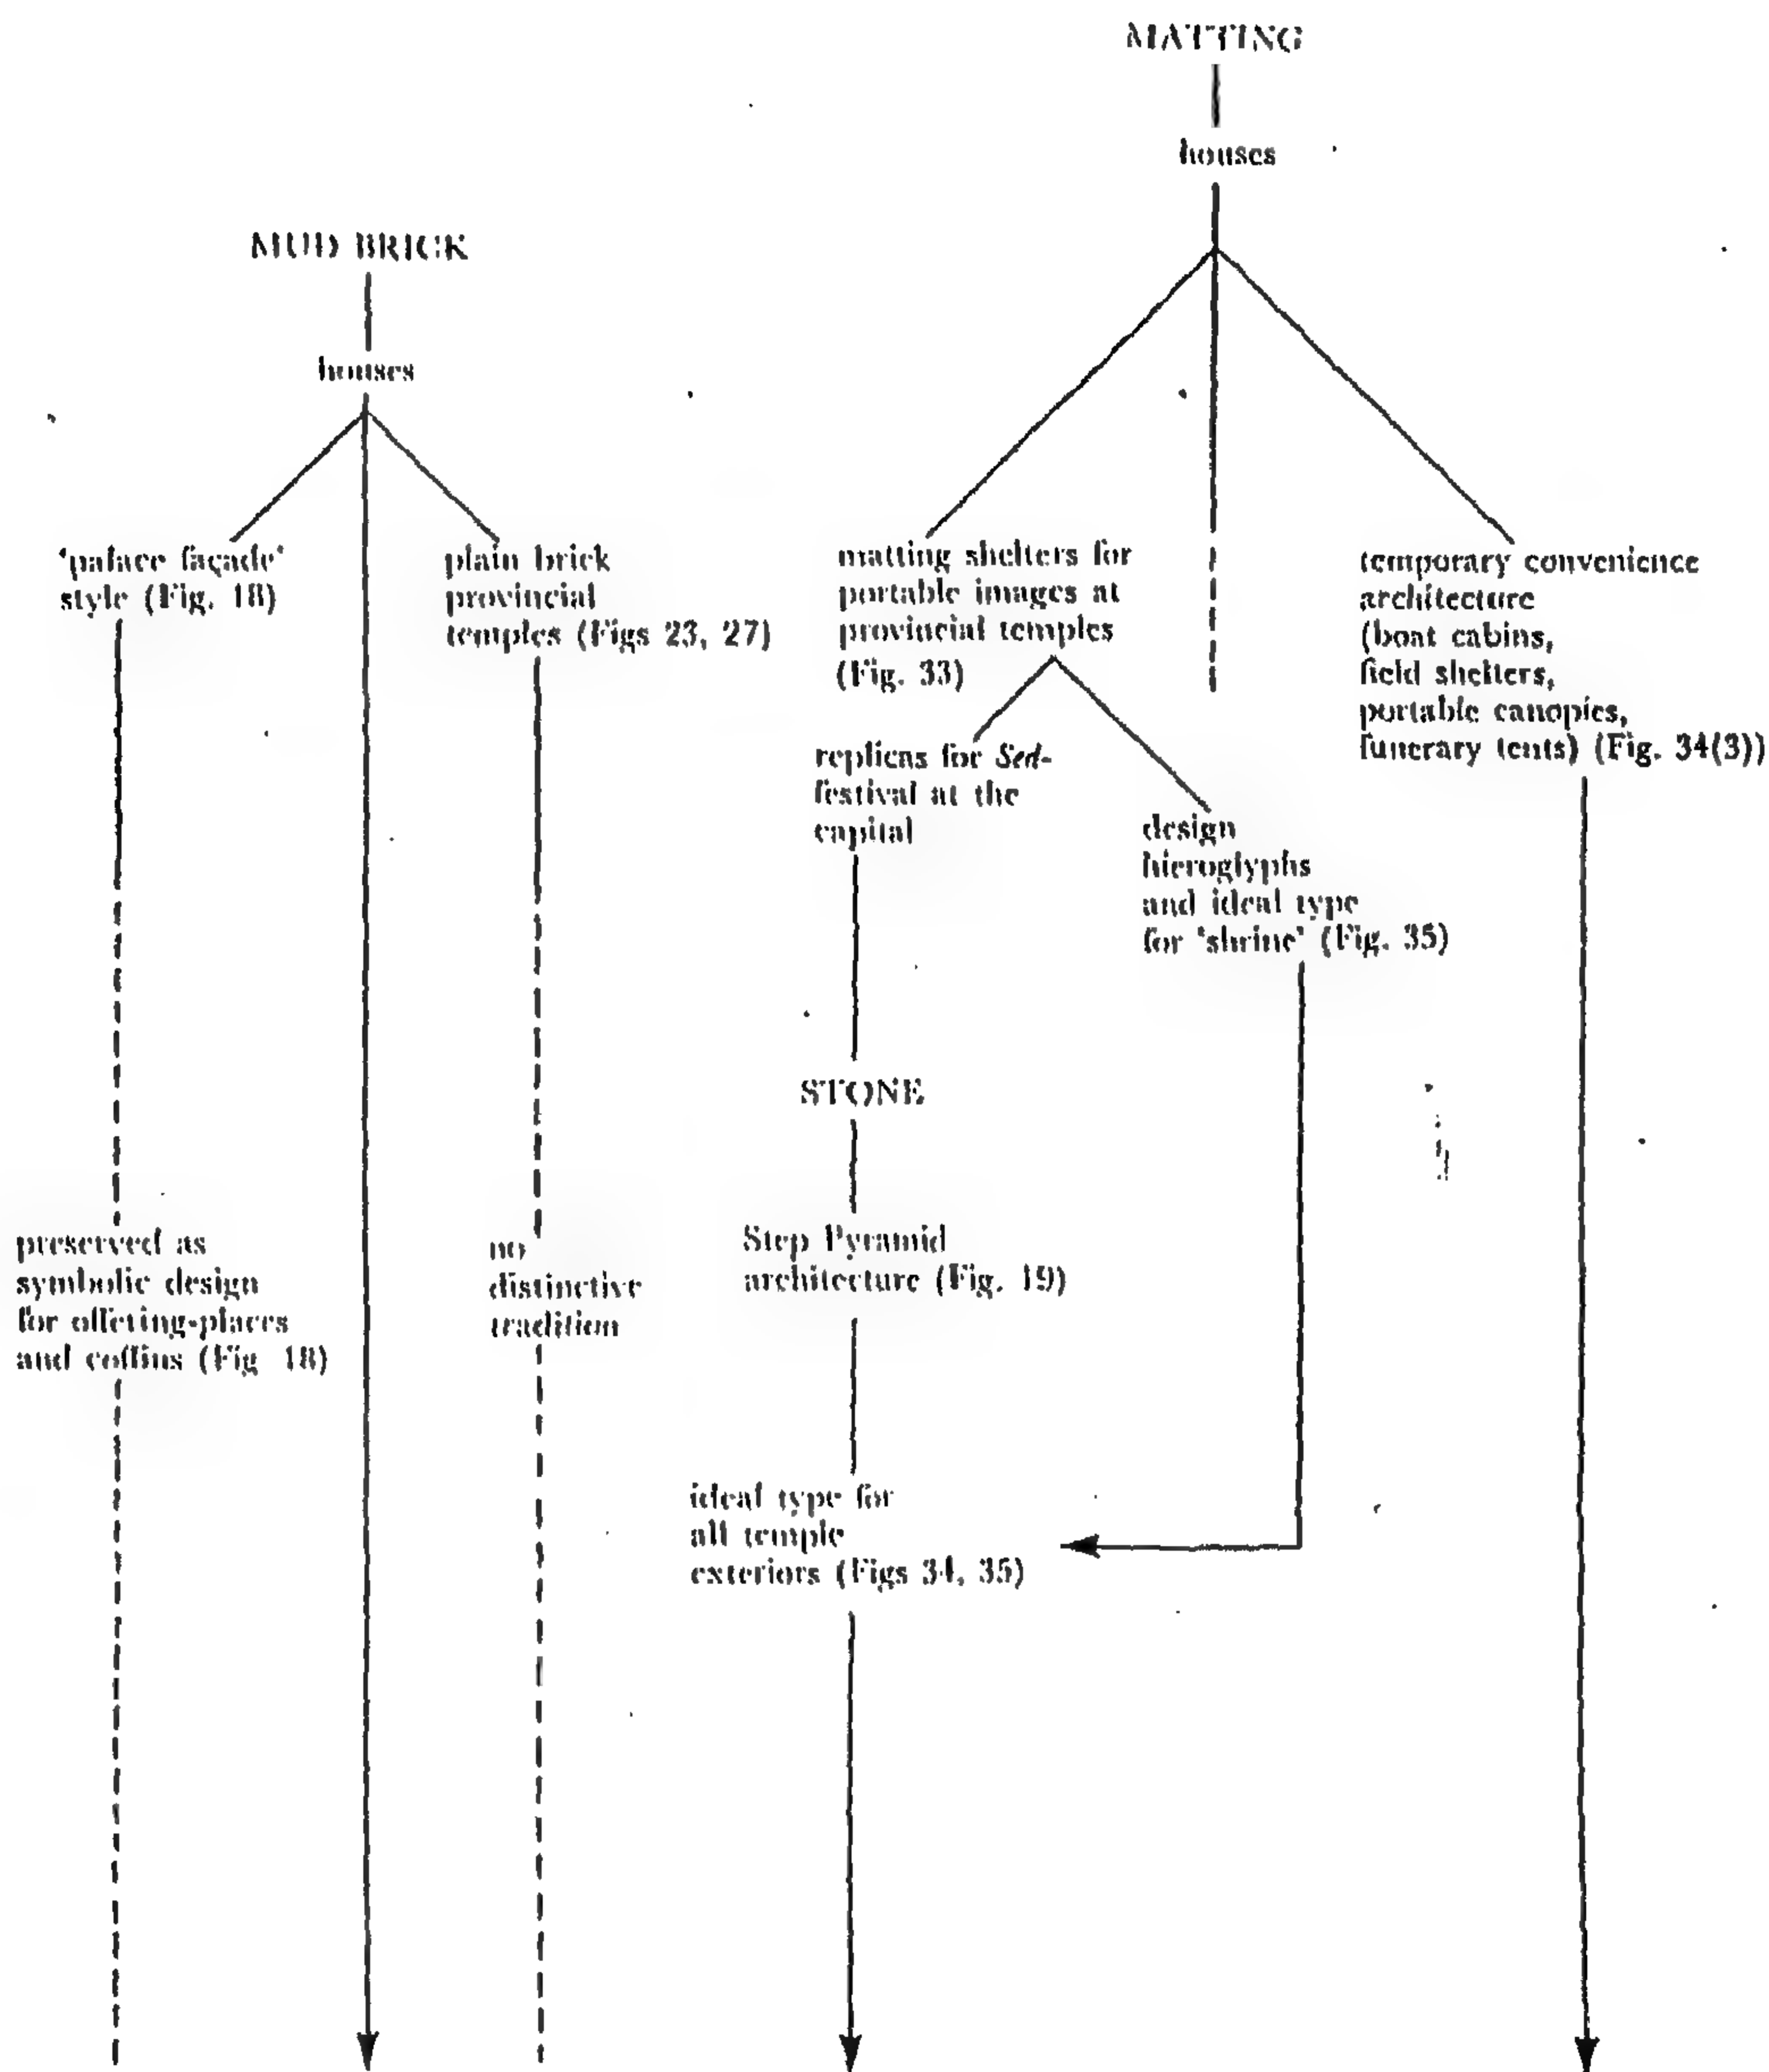 MATTING
houses
MUD BRICK
houses
'palace façade'
style (Fig. 18)
plain brick
provincial
temples (Figs 23, 27)
matting shelters for
portable images at
provincial temples
(Fig. 33)
temporary convenience
architecture
(boat cabins,
field shelters,
portable canopies,
funerary tents) (Fig. 34(3))
replicas for Sed-
festival at the
capital
design
hieroglyphs
and ideal type
for 'shrine' (Fig. 35)
STONE
preserved as
symbolic design
for offering-places
and coffins (Fig 18)
no
distinctive
tradition
Step Pyramid
architecture (Fig. 19)
ideal type for
all temple
exteriors (Figs 34, 35)